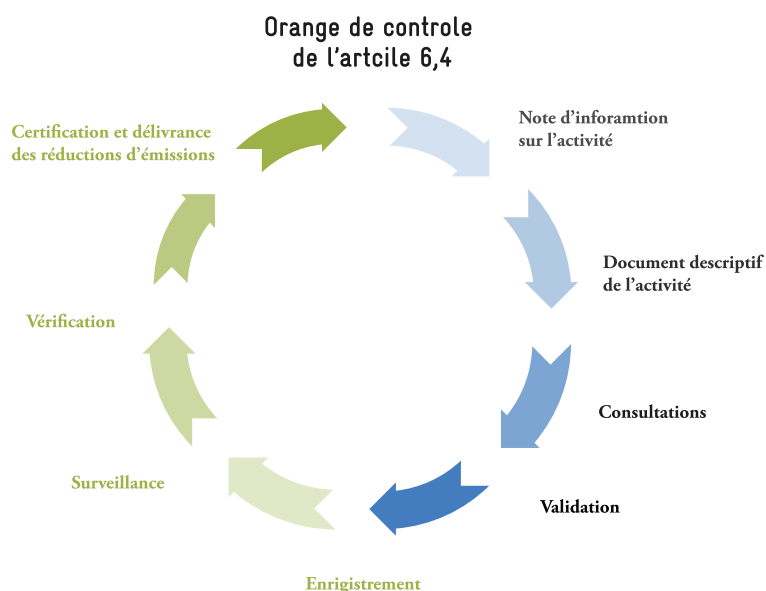 Orange de controle
de l'artcile 6,4
Note d'inforamtion
sur l'activité
Document descriptif
de l'activité
Consultations
Validation
Enrigistrement
Surveillance
Vérification
Certification et délivrance
des réductions d'émissions